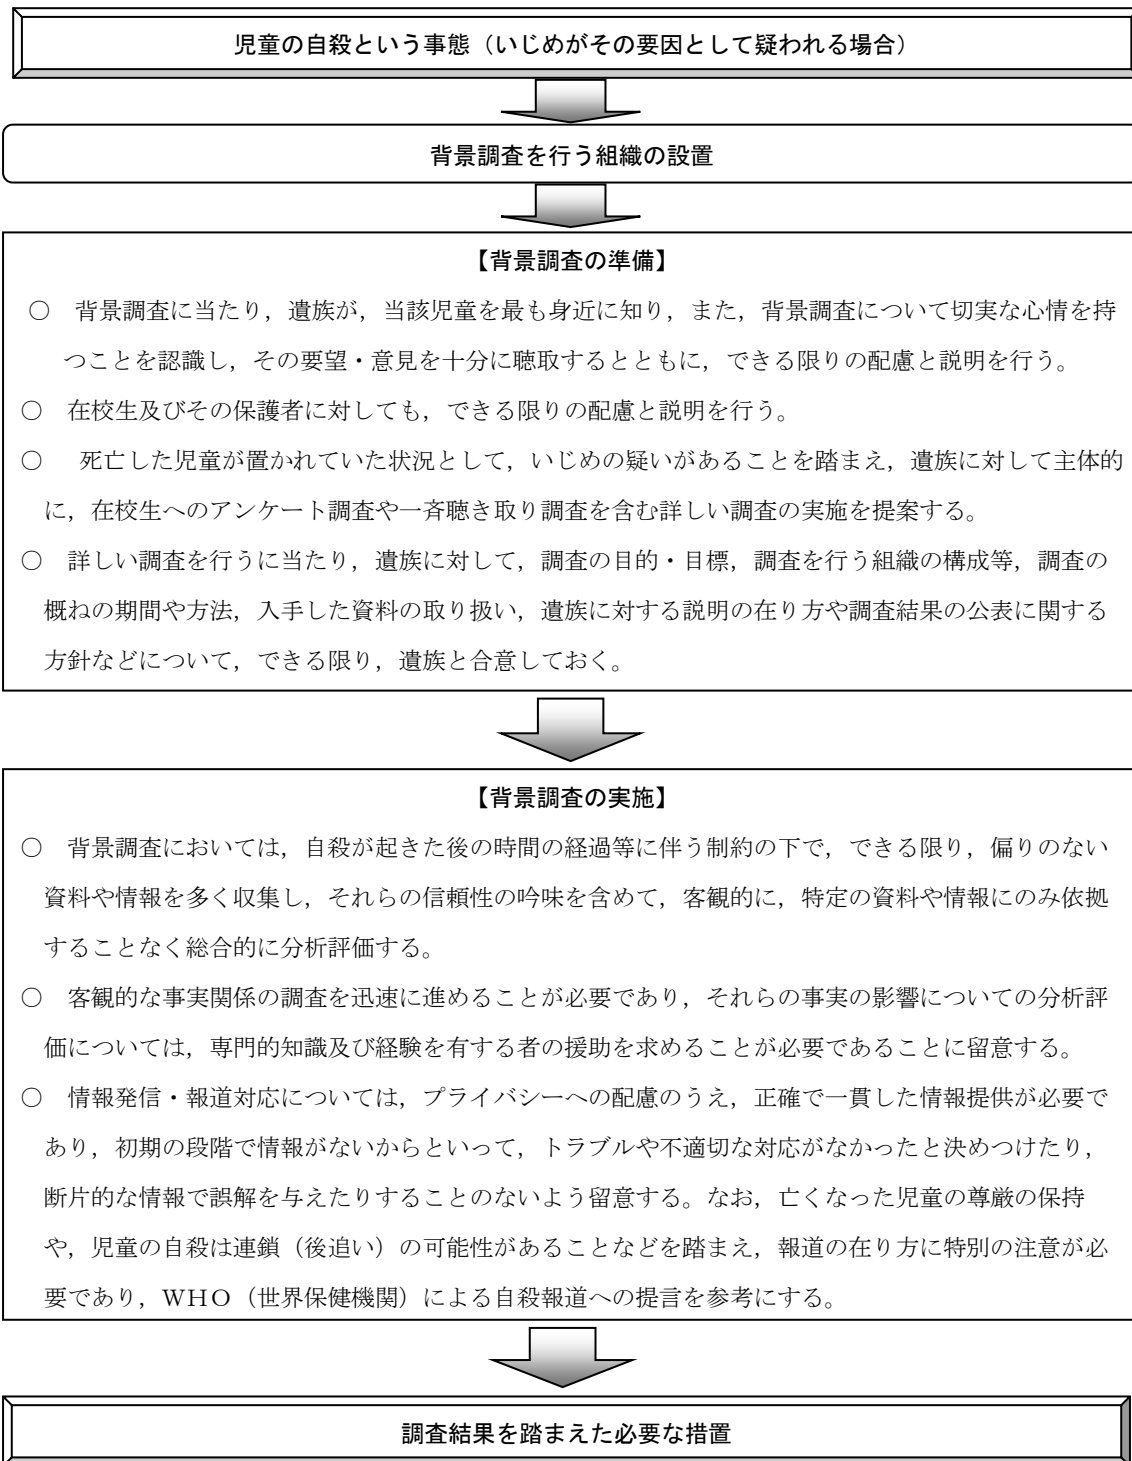 児童の自殺という事態（いじめがその要因として疑われる場合）
背景調査を行う組織の設置
【背景調査の準備】
○　背景調査に当たり，遺族が，当該児童を最も身近に知り，また，背景調査について切実な心情を持
つことを認識し，その要望・意見を十分に聴取するとともに，できる限りの配慮と説明を行う。
○　在校生及びその保護者に対しても，できる限りの配慮と説明を行う。
○　死亡した児童が置かれていた状況として，いじめの疑いがあることを踏まえ，遺族に対して主体的
に，在校生へのアンケート調査や一斉聴き取り調査を含む詳しい調査の実施を提案する。
○　詳しい調査を行うに当たり，遺族に対して，調査の目的・目標，調査を行う組織の構成等，調査の
概ねの期間や方法，入手した資料の取り扱い，遺族に対する説明の在り方や調査結果の公表に関する
方針などについて，できる限り，遺族と合意しておく。
【背景調査の実施】
○　背景調査においては，自殺が起きた後の時間の経過等に伴う制約の下で，できる限り，偏りのない
資料や情報を多く収集し，それらの信頼性の吟味を含めて，客観的に，特定の資料や情報にのみ依拠
することなく総合的に分析評価する。
○　客観的な事実関係の調査を迅速に進めることが必要であり，それらの事実の影響についての分析評
価については，専門的知識及び経験を有する者の援助を求めることが必要であることに留意する。
○　情報発信・報道対応については，プライバシーへの配慮のうえ，正確で一貫した情報提供が必要で
あり，初期の段階で情報がないからといって，トラブルや不適切な対応がなかったと決めつけたり，
断片的な情報で誤解を与えたりすることのないよう留意する。なお，亡くなった児童の尊厳の保持
や，児童の自殺は連鎖（後追い）の可能性があることなどを踏まえ，報道の在り方に特別の注意が必
要であり，ＷＨＯ（世界保健機関）による自殺報道への提言を参考にする。
調査結果を踏まえた必要な措置